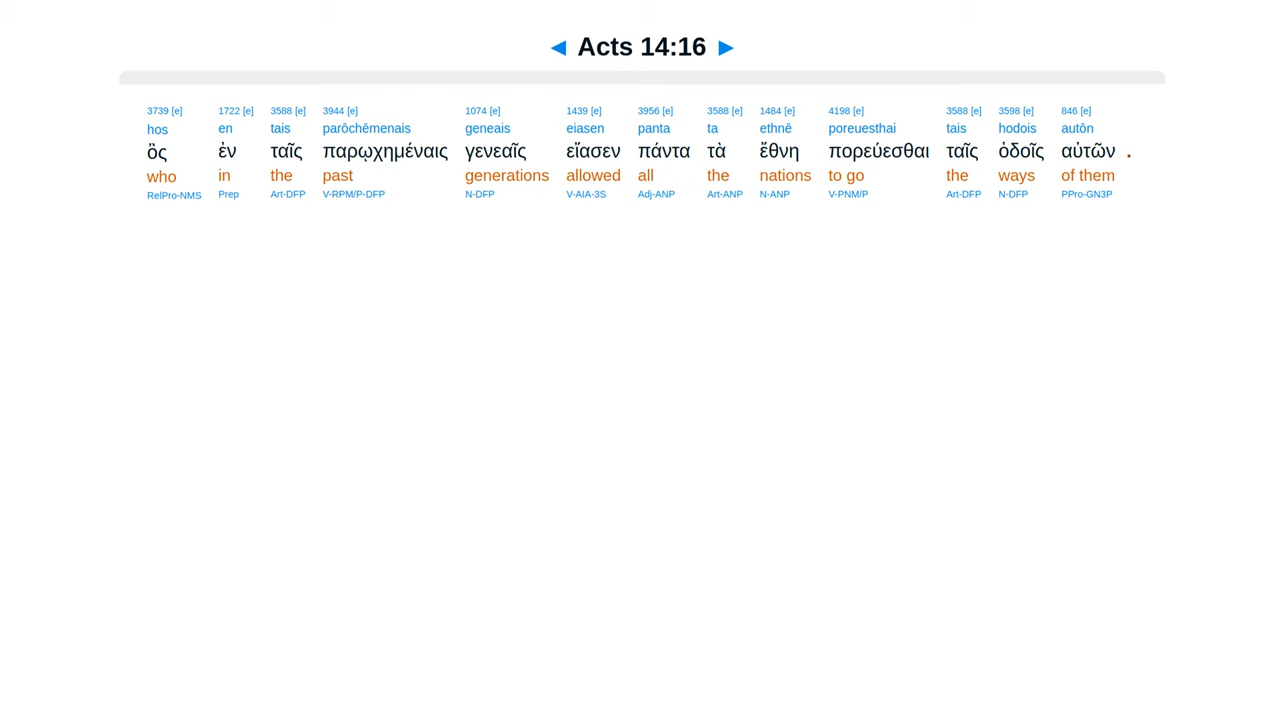 ◄ Acts 14:16 ►
3739 [e] 1722 [e] 3588 [e] 3944 [e] 1074 [e] 1439 [e] 3956 [e] 3588 [e] 1484 [e] 4198 [e] 3588 [e] 3598 [e] 846 [e]
hos en tais parōchēmenais geneais eiasen panta ta ethnē poreuesthai tais hodois autōn
ὃς ἐν ταῖς παρῳχημέναις γενεαῖς εἴασεν πάντα τὰ ἔθνη πορεύεσθαι ταῖς ὁδοῖς αὐτῶν .
who in the past generations allowed all the nations to go the ways of them
RelPro-NMS Prep Art-DFP V-RPM/P-DFP N-DFP V-AIA-3S Adj-ANP Art-ANP N-ANP V-PNM/P Art-DFP N-DFP PPro-GN3P